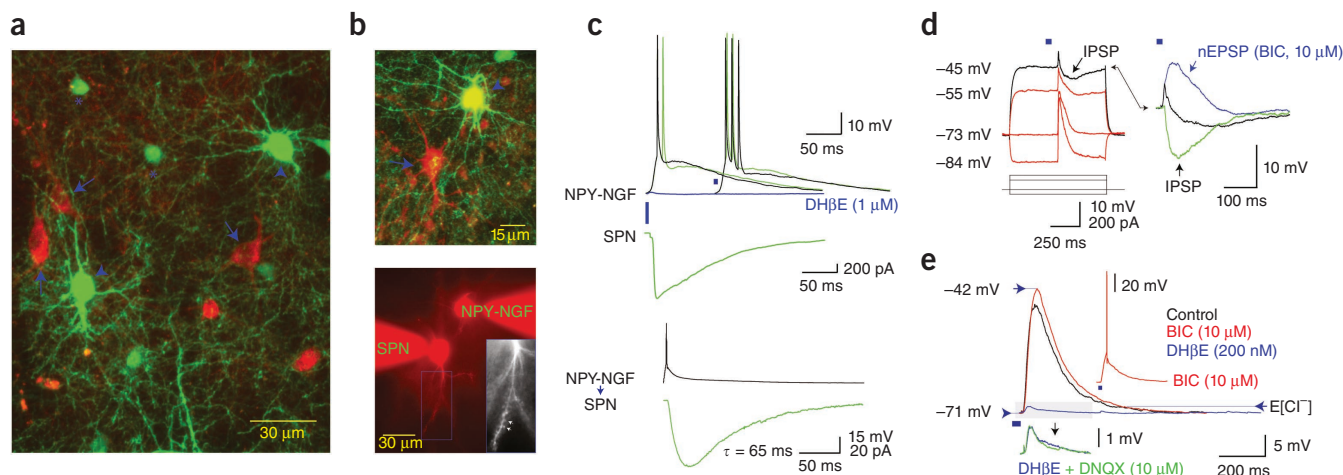 a
*
*
30 μm
b
15 μm
SPN
NPY-NGF
30 μm
c
10 mV
50 ms
NPY-NGF
DHβE (1 μM)
SPN
200 pA
50 ms
NPY-NGF
SPN
τ = 65 ms
15 mV
20 pA
50 ms
d
IPSP
nEPSP (BIC, 10 μM)
–45 mV
–55 mV
–73 mV
–84 mV
10 mV
200 pA
250 ms
IPSP
10 mV
100 ms
e
–42 mV
20 mV
Control
BIC (10 μM)
DHβE (200 nM)
BIC (10 μM)
–71 mV
E[Cl⁻]
1 mV
5 mV
DHβE + DNQX (10 μM)
200 ms